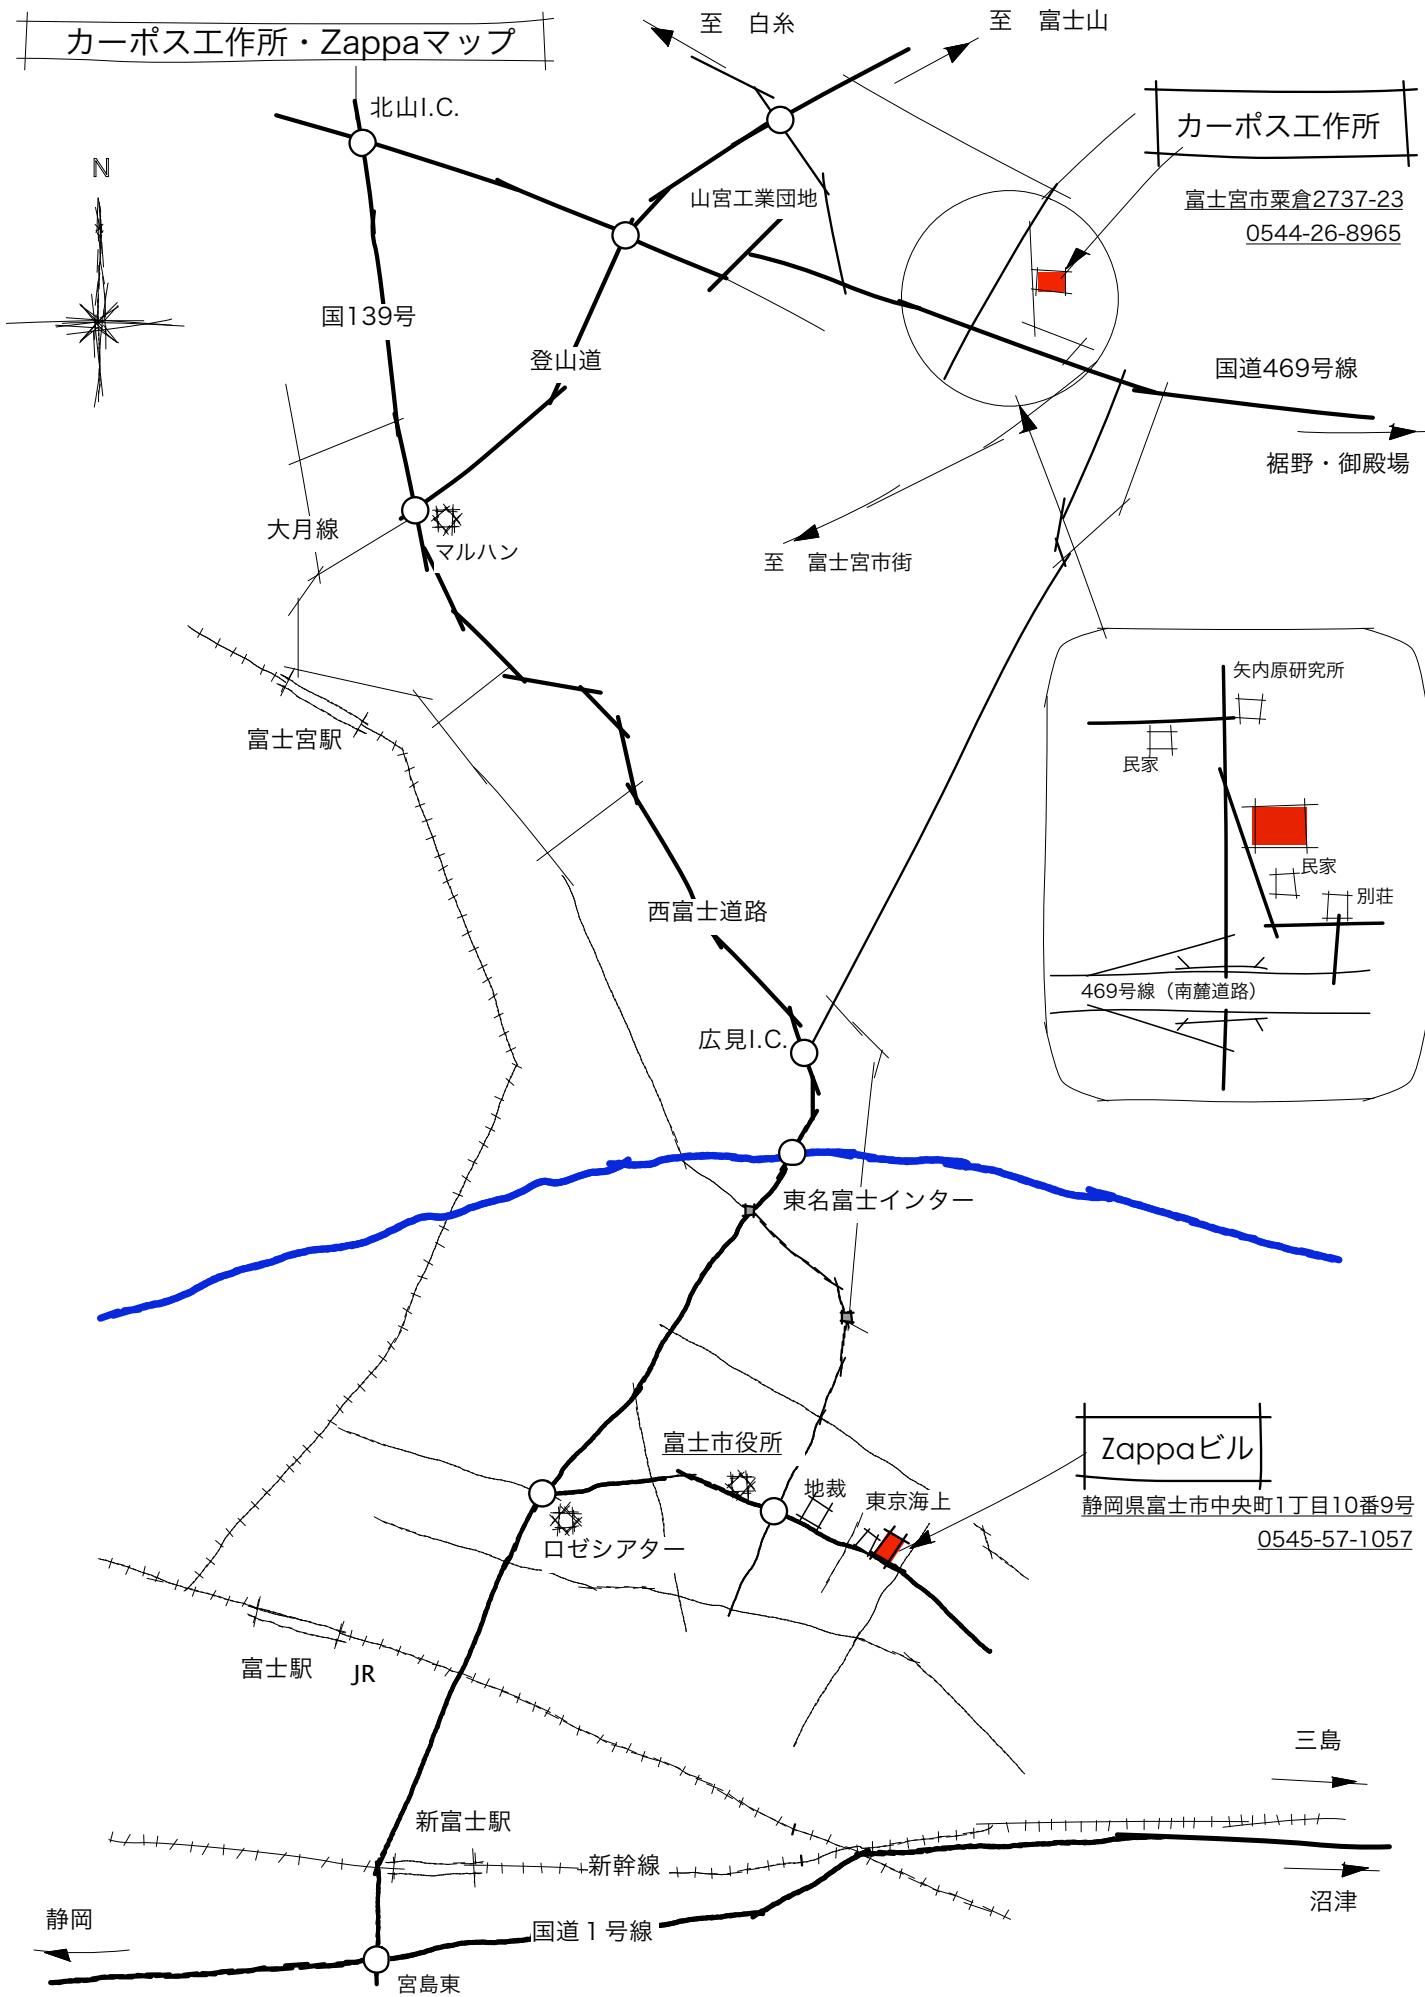 カーポス工作所・Zappaマップ
至　白糸
至　富士山
北山I.C.
カーポス工作所
N
山宮工業団地
富士宮市粟倉2737-23
0544-26-8965
国139号
登山道
国道469号線
裾野・御殿場
大月線
マルハン
至　富士宮市街
矢内原研究所
富士宮駅
民家
民家
別荘
西富士道路
469号線（南麓道路）
広見I.C.
東名富士インター
富士市役所
Zappaビル
地裁
東京海上
静岡県富士市中央町1丁目10番9号
0545-57-1057
ロゼシアター
富士駅
JR
三島
新富士駅
新幹線
沼津
静岡
国道１号線
宮島東